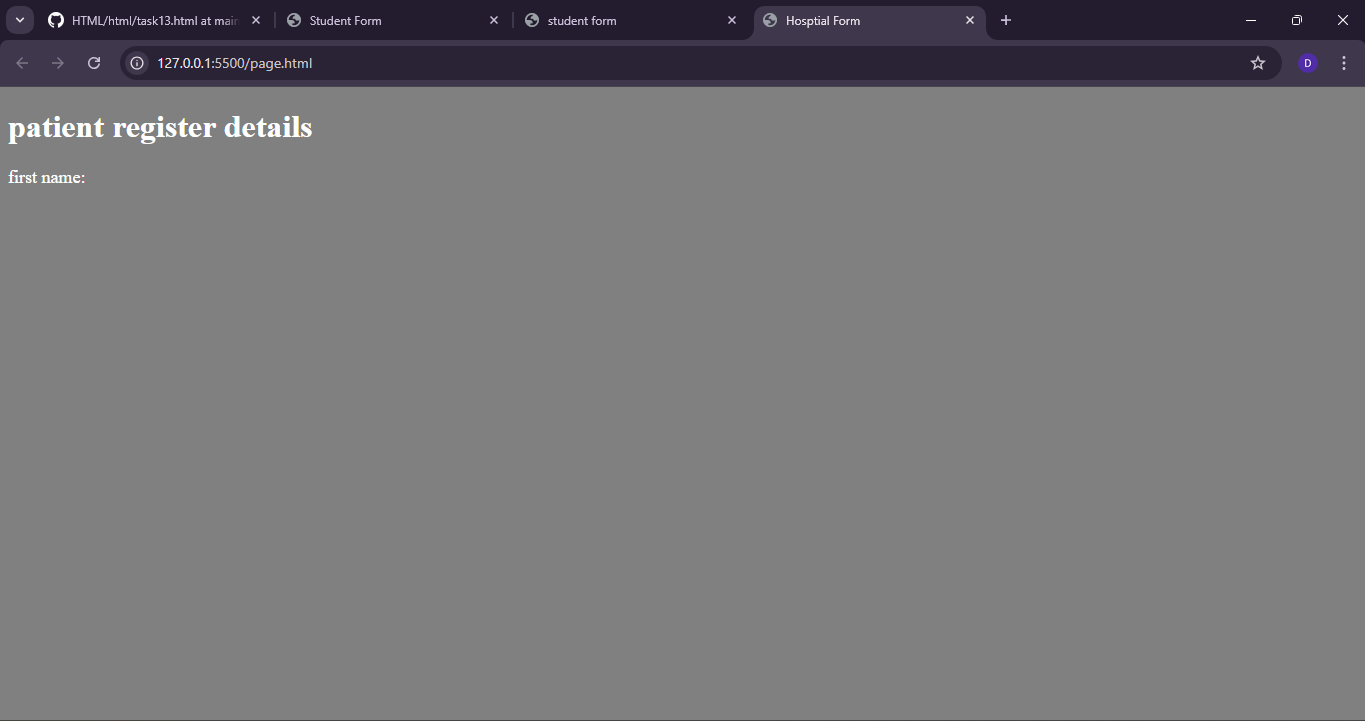 HTML/html/task13.html at main
Student Form
student form
Hosptial Form
127.0.0.1:5500/page.html
D
patient register details
first name: